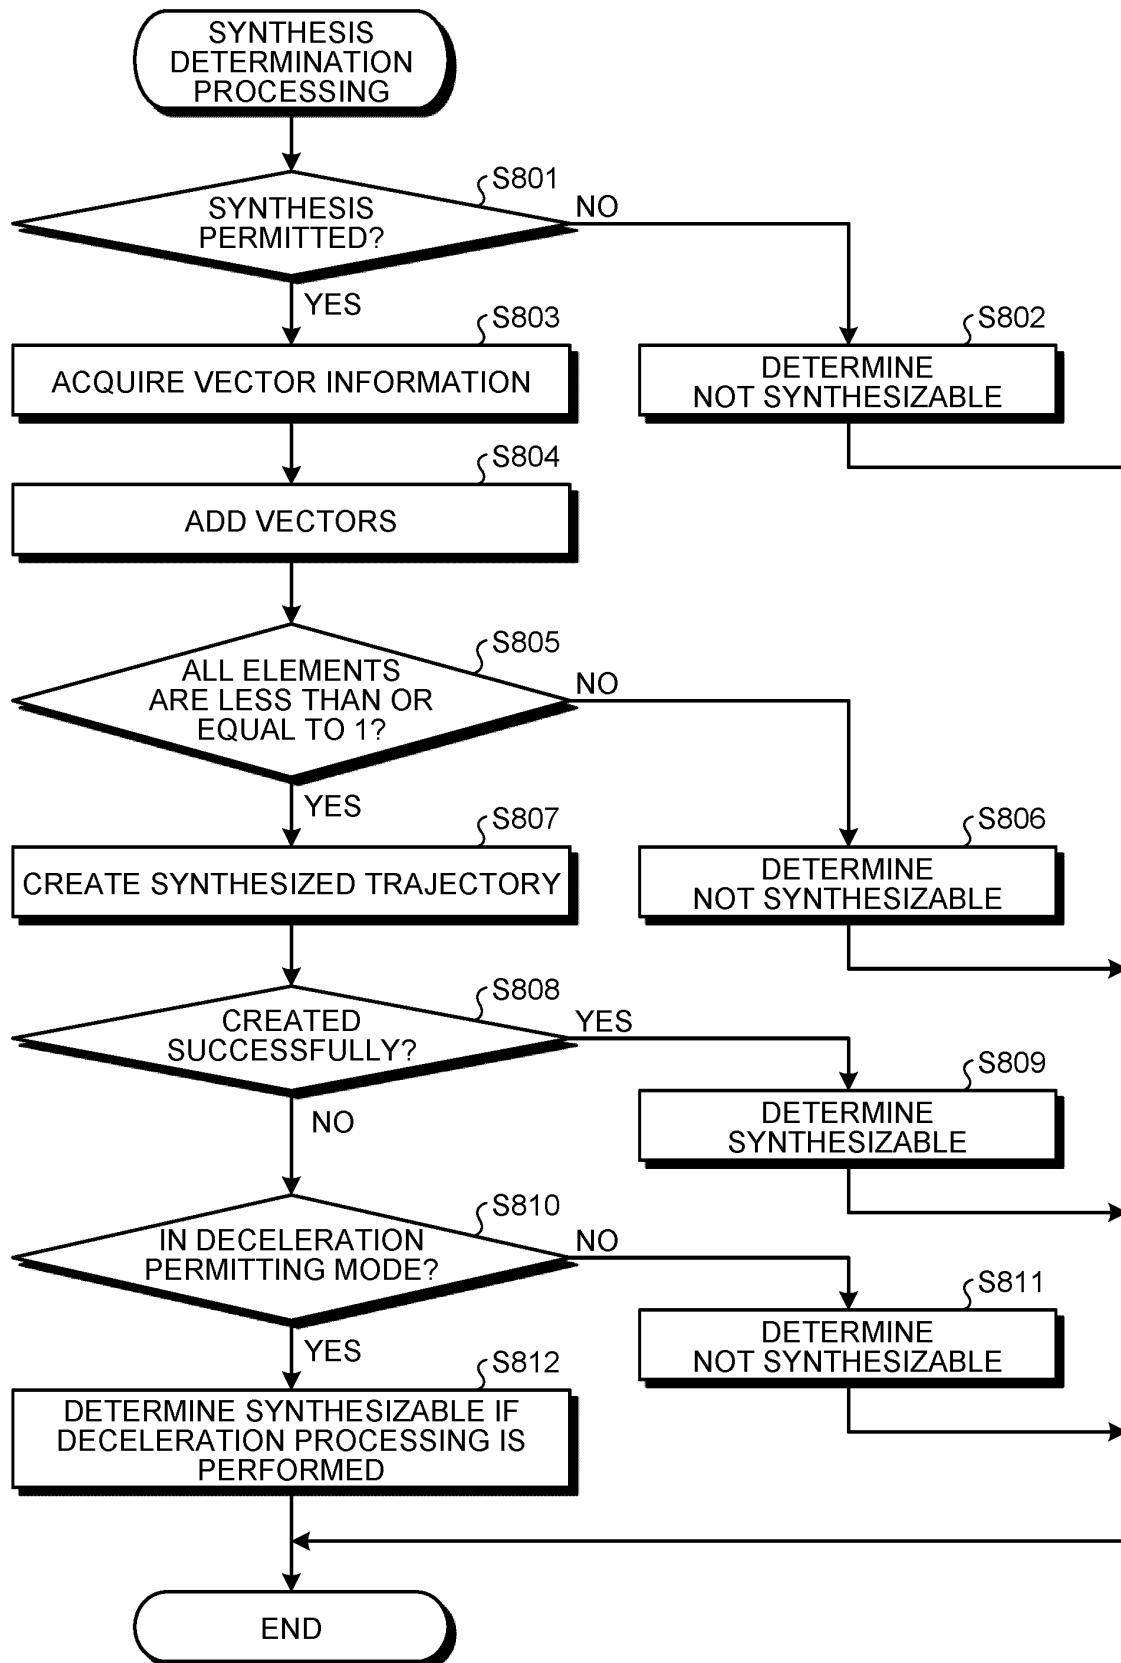 SYNTHESIS
DETERMINATION
PROCESSING
S801
SYNTHESIS
PERMITTED?
NO
YES
S803
ACQUIRE VECTOR INFORMATION
S802
DETERMINE
NOT SYNTHESIZABLE
S804
ADD VECTORS
S805
ALL ELEMENTS
ARE LESS THAN OR
EQUAL TO 1?
NO
YES
S807
CREATE SYNTHESIZED TRAJECTORY
S806
DETERMINE
NOT SYNTHESIZABLE
S808
CREATED
SUCCESSFULLY?
YES
NO
S809
DETERMINE
SYNTHESIZABLE
S810
IN DECELERATION
PERMITTING MODE?
NO
YES
S811
DETERMINE
NOT SYNTHESIZABLE
S812
DETERMINE SYNTHESIZABLE IF
DECELERATION PROCESSING IS
PERFORMED
END